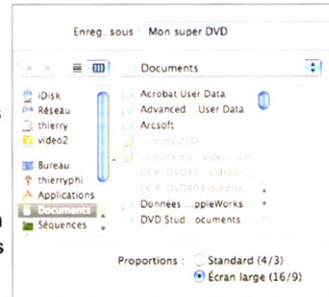 Enreg. sous : Mon super DVD
Documents
iDisk
Réseau
thierry
video2
Bureau
thierryphi...
Applications
Documents
Séquences
Acrobat User Data
Advanced User Data
Arcsoft
Données ...ppleWorks
DVD Stud...ocuments
Proportions : Standard (4/3)
Écran large (16/9)